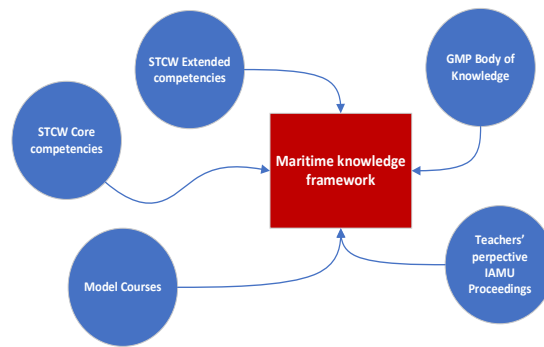 STCW Extended
competencies
GMP Body of
Knowledge
STCW Core
competencies
Maritime knowledge
framework
Model Courses
Teachers'
perpective
IAMU
Proceedings